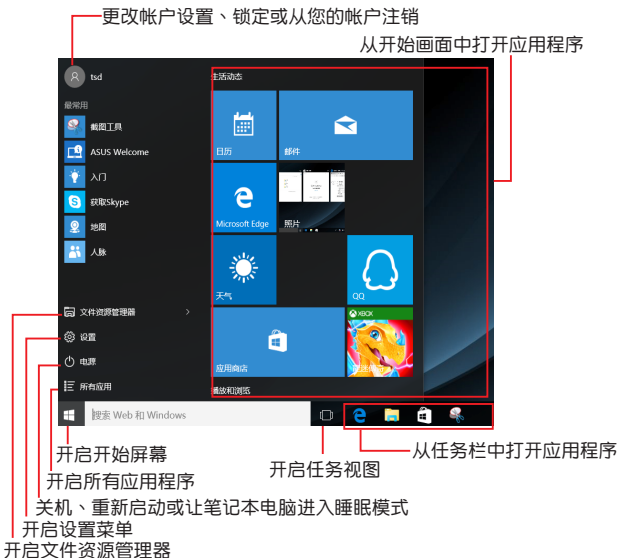 更改帐户设置、锁定或从您的帐户注销
从开始画面中打开应用程序
tsd
生活动态
最常用
截图工具
ASUS Welcome
入门
获取Skype
地图
人脉
日历
邮件
Microsoft Edge
照片
天气
QQ
XBOX
应用商店
播放和浏览
文件资源管理器
设置
电源
所有应用
搜索 Web 和 Windows
开启开始屏幕
开启任务视图
从任务栏中打开应用程序
开启所有应用程序
关机、重新启动或让笔记本电脑进入睡眠模式
开启设置菜单
开启文件资源管理器